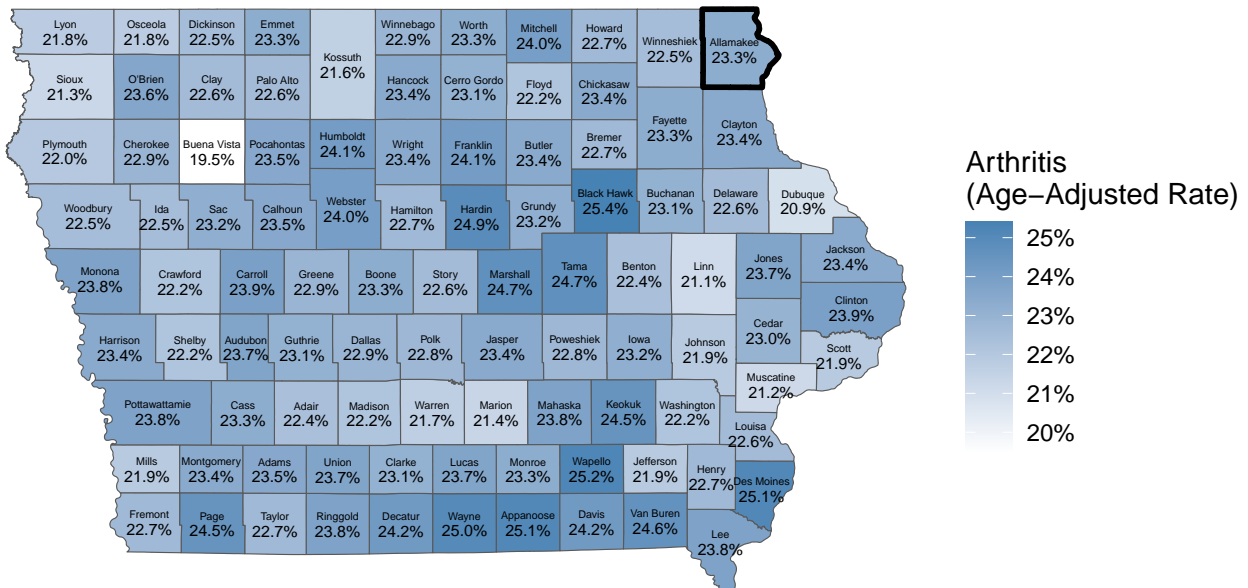 Lyon
21.8%
Osceola
21.8%
Dickinson
22.5%
Emmet
23.3%
Kossuth
21.6%
Winnebago
22.9%
Worth
23.3%
Mitchell
24.0%
Howard
22.7%
Winneshiek
22.5%
Allamakee
23.3%
Sioux
21.3%
O'Brien
23.6%
Clay
22.6%
Palo Alto
22.6%
Hancock
23.4%
Cerro Gordo
23.1%
Floyd
22.2%
Chickasaw
23.4%
Fayette
23.3%
Clayton
23.4%
Plymouth
22.0%
Cherokee
22.9%
Buena Vista
19.5%
Pocahontas
23.5%
Humboldt
24.1%
Wright
23.4%
Franklin
24.1%
Butler
23.4%
Bremer
22.7%
Woodbury
22.5%
Ida
22.5%
Sac
23.2%
Calhoun
23.5%
Webster
24.0%
Hamilton
22.7%
Hardin
24.9%
Grundy
23.2%
Black Hawk
25.4%
Buchanan
23.1%
Delaware
22.6%
Dubuque
20.9%
Monona
23.8%
Crawford
22.2%
Carroll
23.9%
Greene
22.9%
Boone
23.3%
Story
22.6%
Marshall
24.7%
Tama
24.7%
Benton
22.4%
Linn
21.1%
Jones
23.7%
Jackson
23.4%
Clinton
23.9%
Harrison
23.4%
Shelby
22.2%
Audubon
23.7%
Guthrie
23.1%
Dallas
22.9%
Polk
22.8%
Jasper
23.4%
Poweshiek
22.8%
Iowa
23.2%
Johnson
21.9%
Cedar
23.0%
Scott
21.9%
Muscatine
21.2%
Pottawattamie
23.8%
Cass
23.3%
Adair
22.4%
Madison
22.2%
Warren
21.7%
Marion
21.4%
Mahaska
23.8%
Keokuk
24.5%
Washington
22.2%
Louisa
22.6%
Mills
21.9%
Montgomery
23.4%
Adams
23.5%
Union
23.7%
Clarke
23.1%
Lucas
23.7%
Monroe
23.3%
Wapello
25.2%
Jefferson
21.9%
Henry
22.7%
Des Moines
25.1%
Fremont
22.7%
Page
24.5%
Taylor
22.7%
Ringgold
23.8%
Decatur
24.2%
Wayne
25.0%
Appanoose
25.1%
Davis
24.2%
Van Buren
24.6%
Lee
23.8%
Arthritis
(Age−Adjusted Rate)
25%
24%
23%
22%
21%
20%